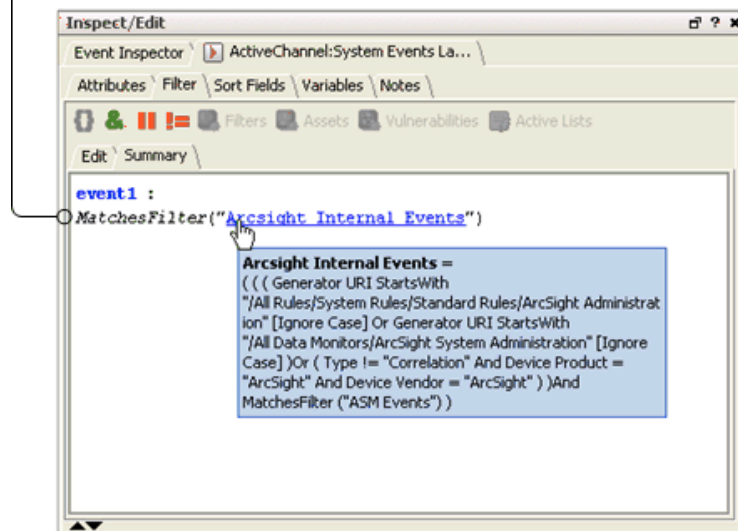 Inspect/Edit
Event Inspector ActiveChannel:System Events La...
Attributes Filter Sort Fields Variables Notes
& != Filters Assets Vulnerabilities Active Lists
Edit Summary
event1 :
MatchesFilter("Arcsight Internal Events")
Arcsight Internal Events =
( ( ( Generator URI StartsWith
"/All Rules/System Rules/Standard Rules/ArcSight Administrat
ion" [Ignore Case] Or Generator URI StartsWith
"/All Data Monitors/ArcSight System Administration" [Ignore
Case] )Or ( Type != "Correlation" And Device Product =
"ArcSight" And Device Vendor = "ArcSight" ) )And
MatchesFilter ("ASM Events") )